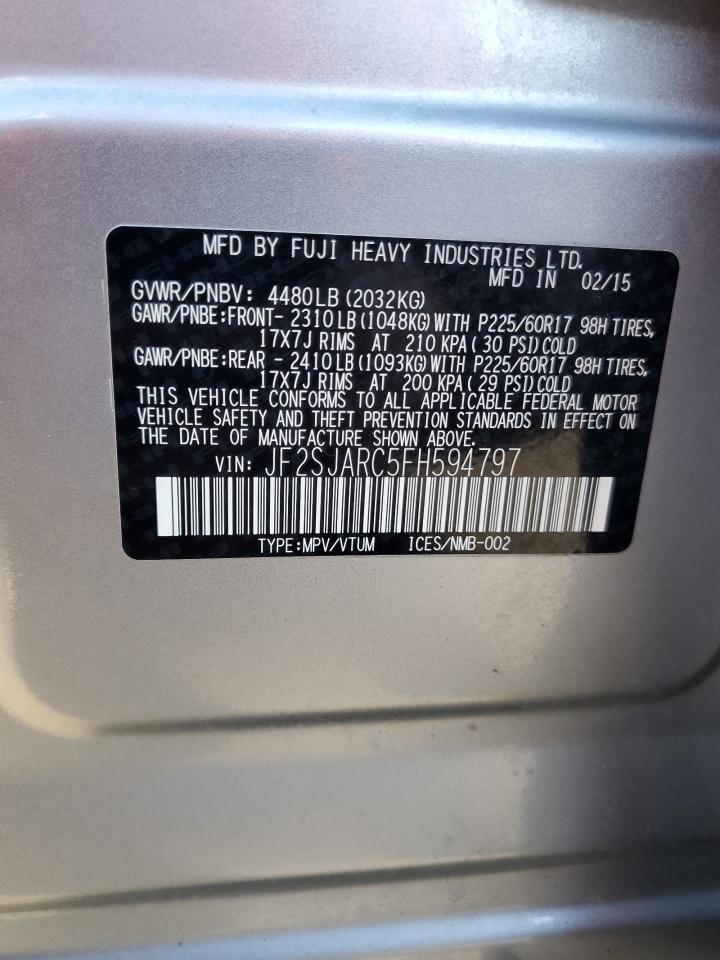 MFD BY FUJI HEAVY INDUSTRIES LTD.
MFD IN 02/15
GVWR/PNBV: 4480LB (2032KG)
GAWR/PNBE:FRONT- 2310LB (1048KG) WITH P225/60R17 98H TIRES,
17X7J RIMS AT 210 KPA (30 PSI) COLD
GAWR/PNBE:REAR - 2410LB (1093KG) WITH P225/60R17 98H TIRES,
17X7J RIMS AT 200 KPA (29 PSI) COLD
THIS VEHICLE CONFORMS TO ALL APPLICABLE FEDERAL MOTOR
VEHICLE SAFETY AND THEFT PREVENTION STANDARDS IN EFFECT ON
THE DATE OF MANUFACTURE SHOWN ABOVE.
VIN: JF2SJARC5FH594797
TYPE:MPV/VTUM ICES/NMB-002